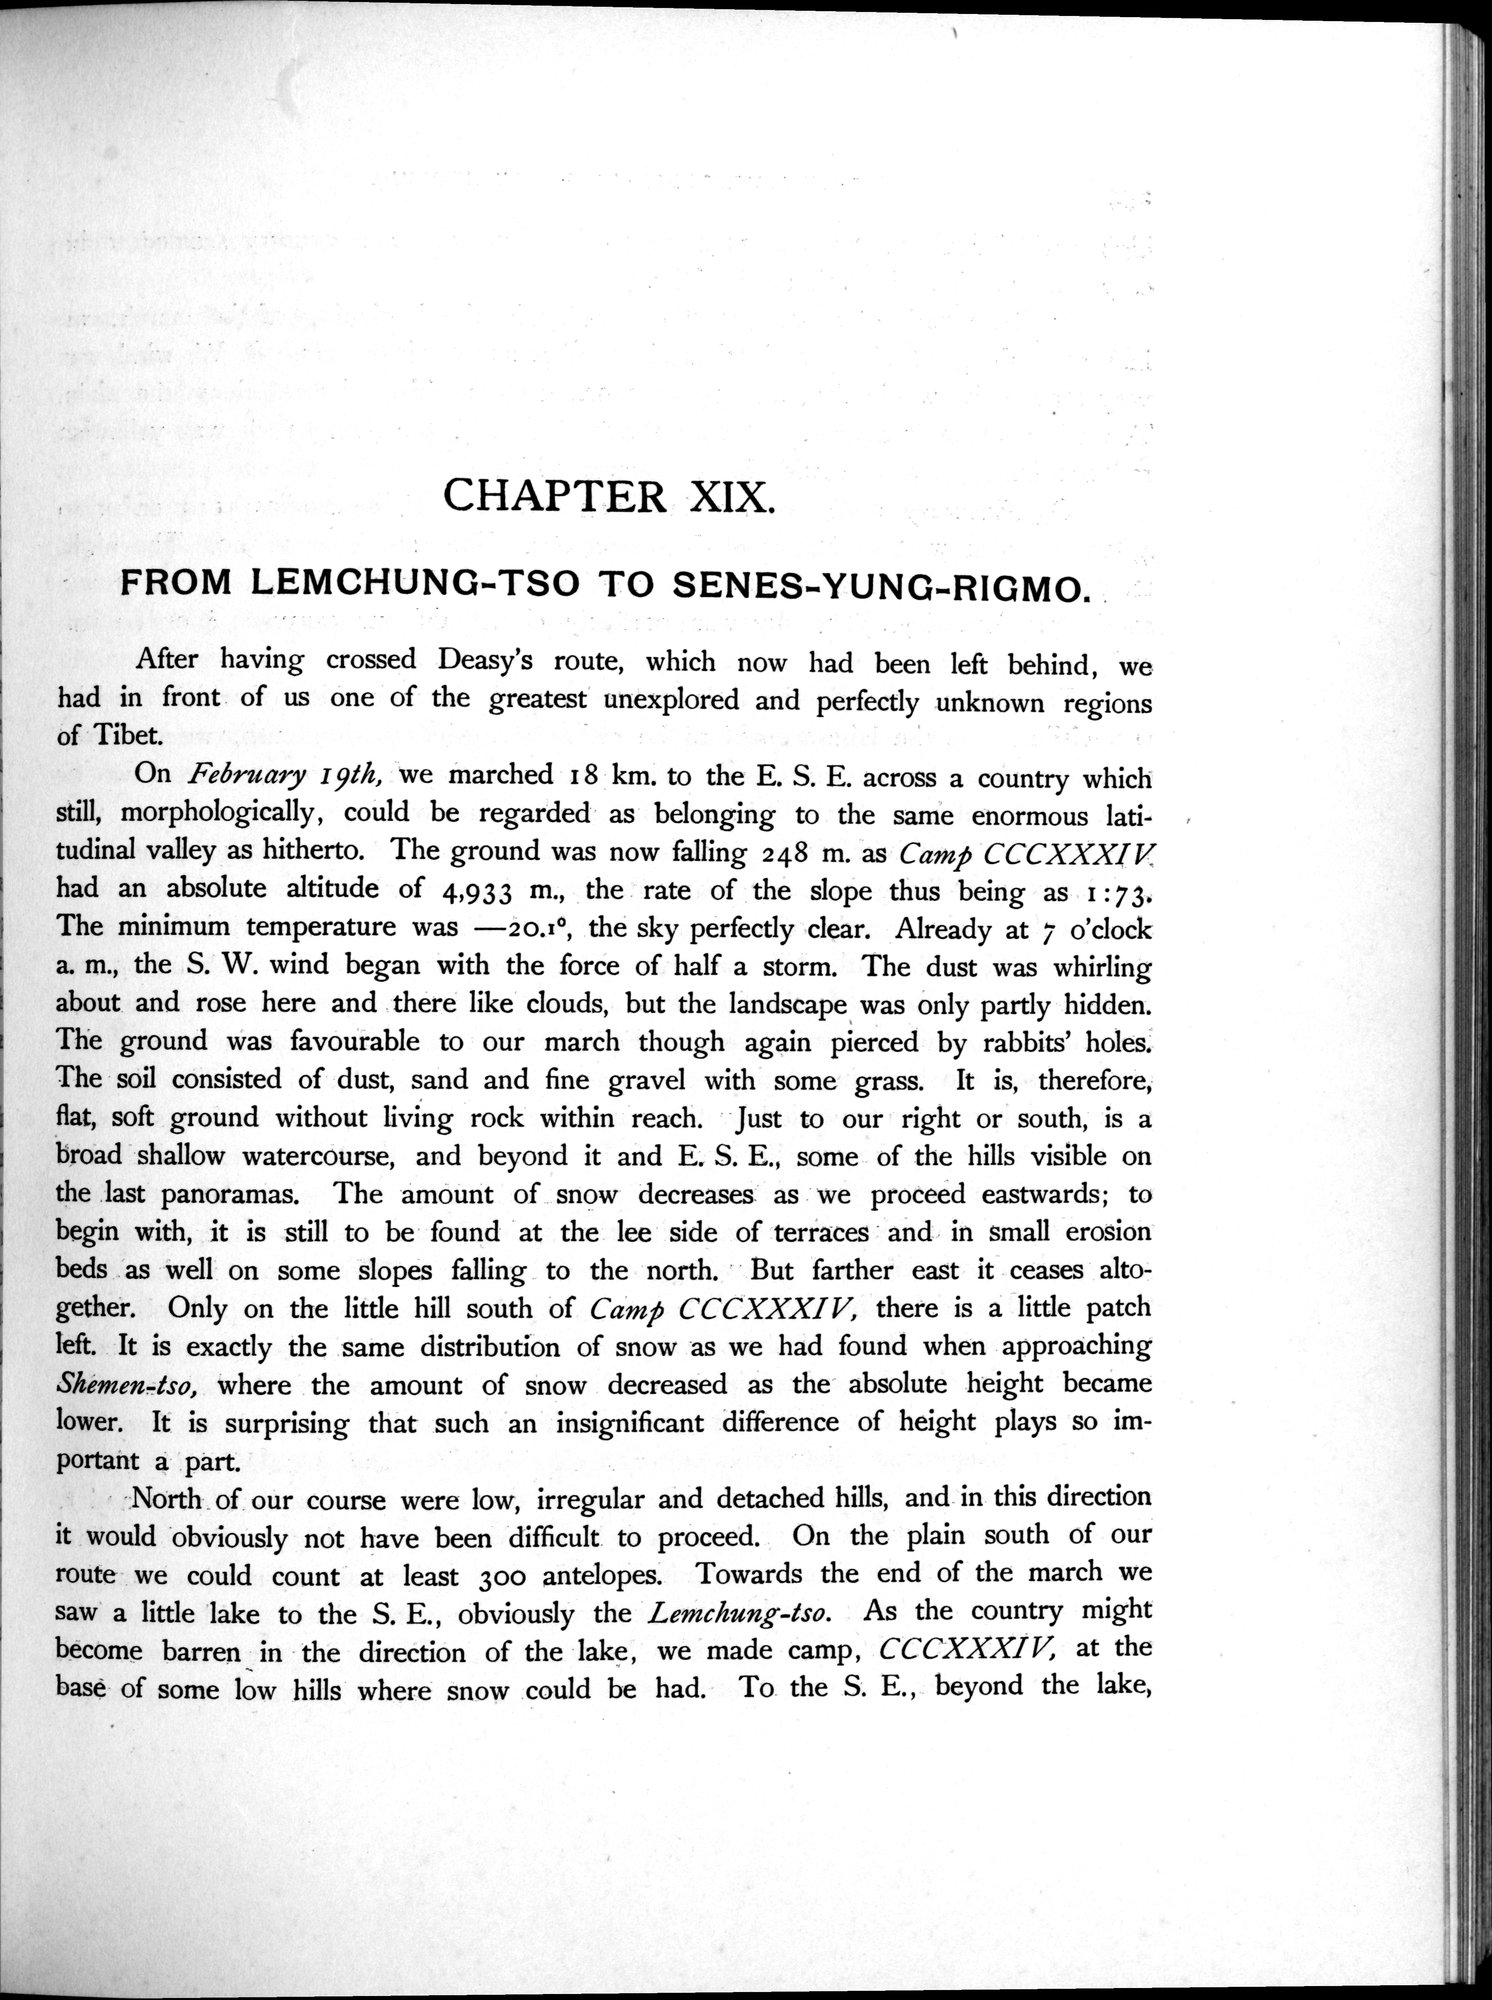 CHAPTER XIX.
FROM LEMCHUNG-TSO TO SENES-YUNG-RIGMO.
After having crossed Deasy's route, which now had been left behind, we
had in front of us one of the greatest unexplored and perfectly unknown regions
of Tibet.
On February 19th, we marched 18 km. to the E. S. E. across a country which
still, morphologically, could be regarded as belonging to the same enormous lati-
tudinal valley as hitherto. The ground was now falling 248 m. as Camp CCCXXXIV.
had an absolute altitude of 4,933 m., the rate of the slope thus being as 1:73.
The minimum temperature was —20.1°, the sky perfectly clear. Already at 7 o'clock
a. m., the S. W. wind began with the force of half a storm. The dust was whirling
about and rose here and there like clouds, but the landscape was only partly hidden.
The ground was favourable to our march though again pierced by rabbits' holes.
The soil consisted of dust, sand and fine gravel with some grass. It is, therefore,
flat, soft ground without living rock within reach. Just to our right or south, is a
broad shallow watercourse, and beyond it and E. S. E., some of the hills visible on
the last panoramas. The amount of snow decreases as we proceed eastwards; to
begin with, it is still to be found at the lee side of terraces and in small erosion
beds as well on some slopes falling to the north. But farther east it ceases alto-
gether. Only on the little hill south of Camp CCCXXXIV, there is a little patch
left. It is exactly the same distribution of snow as we had found when approaching
Shemen-tso, where the amount of snow decreased as the absolute height became
lower. It is surprising that such an insignificant difference of height plays so im-
portant a part.
North of our course were low, irregular and detached hills, and in this direction
it would obviously not have been difficult to proceed. On the plain south of our
route we could count at least 300 antelopes. Towards the end of the march we
saw a little lake to the S. E., obviously the Lemchung-tso. As the country might
become barren in the direction of the lake, we made camp, CCCXXXIV, at the
base of some low hills where snow could be had. To the S. E., beyond the lake,